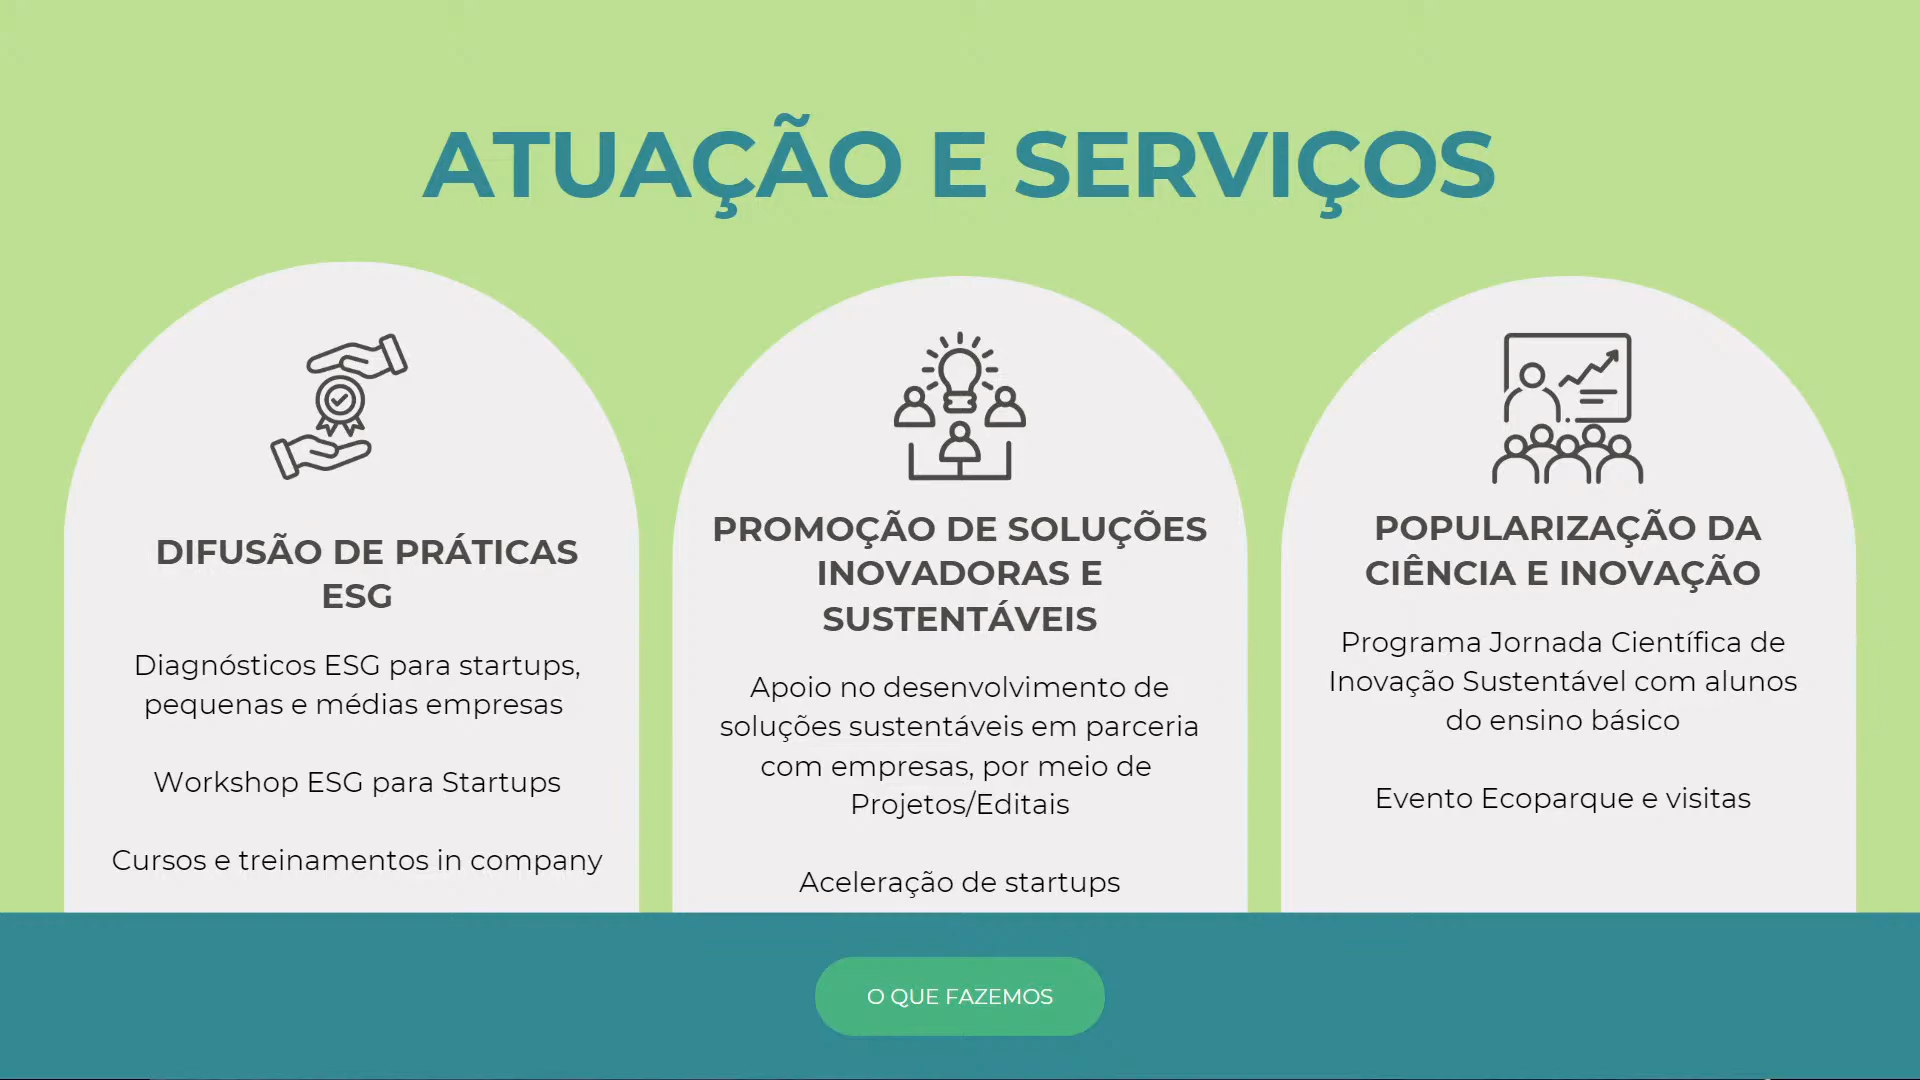 ATUAÇÃO E SERVIÇOS
DIFUSÃO DE PRÁTICAS
ESG
Diagnósticos ESG para startups,
pequenas e médias empresas
Workshop ESG para Startups
Cursos e treinamentos in company
PROMOÇÃO DE SOLUÇÕES
INOVADORAS E
SUSTENTÁVEIS
Apoio no desenvolvimento de
soluções sustentáveis em parceria
com empresas, por meio de
Projetos/Editais
Aceleração de startups
POPULARIZAÇÃO DA
CIÊNCIA E INOVAÇÃO
Programa Jornada Científica de
Inovação Sustentável com alunos
do ensino básico
Evento Ecoparque e visitas
O QUE FAZEMOS